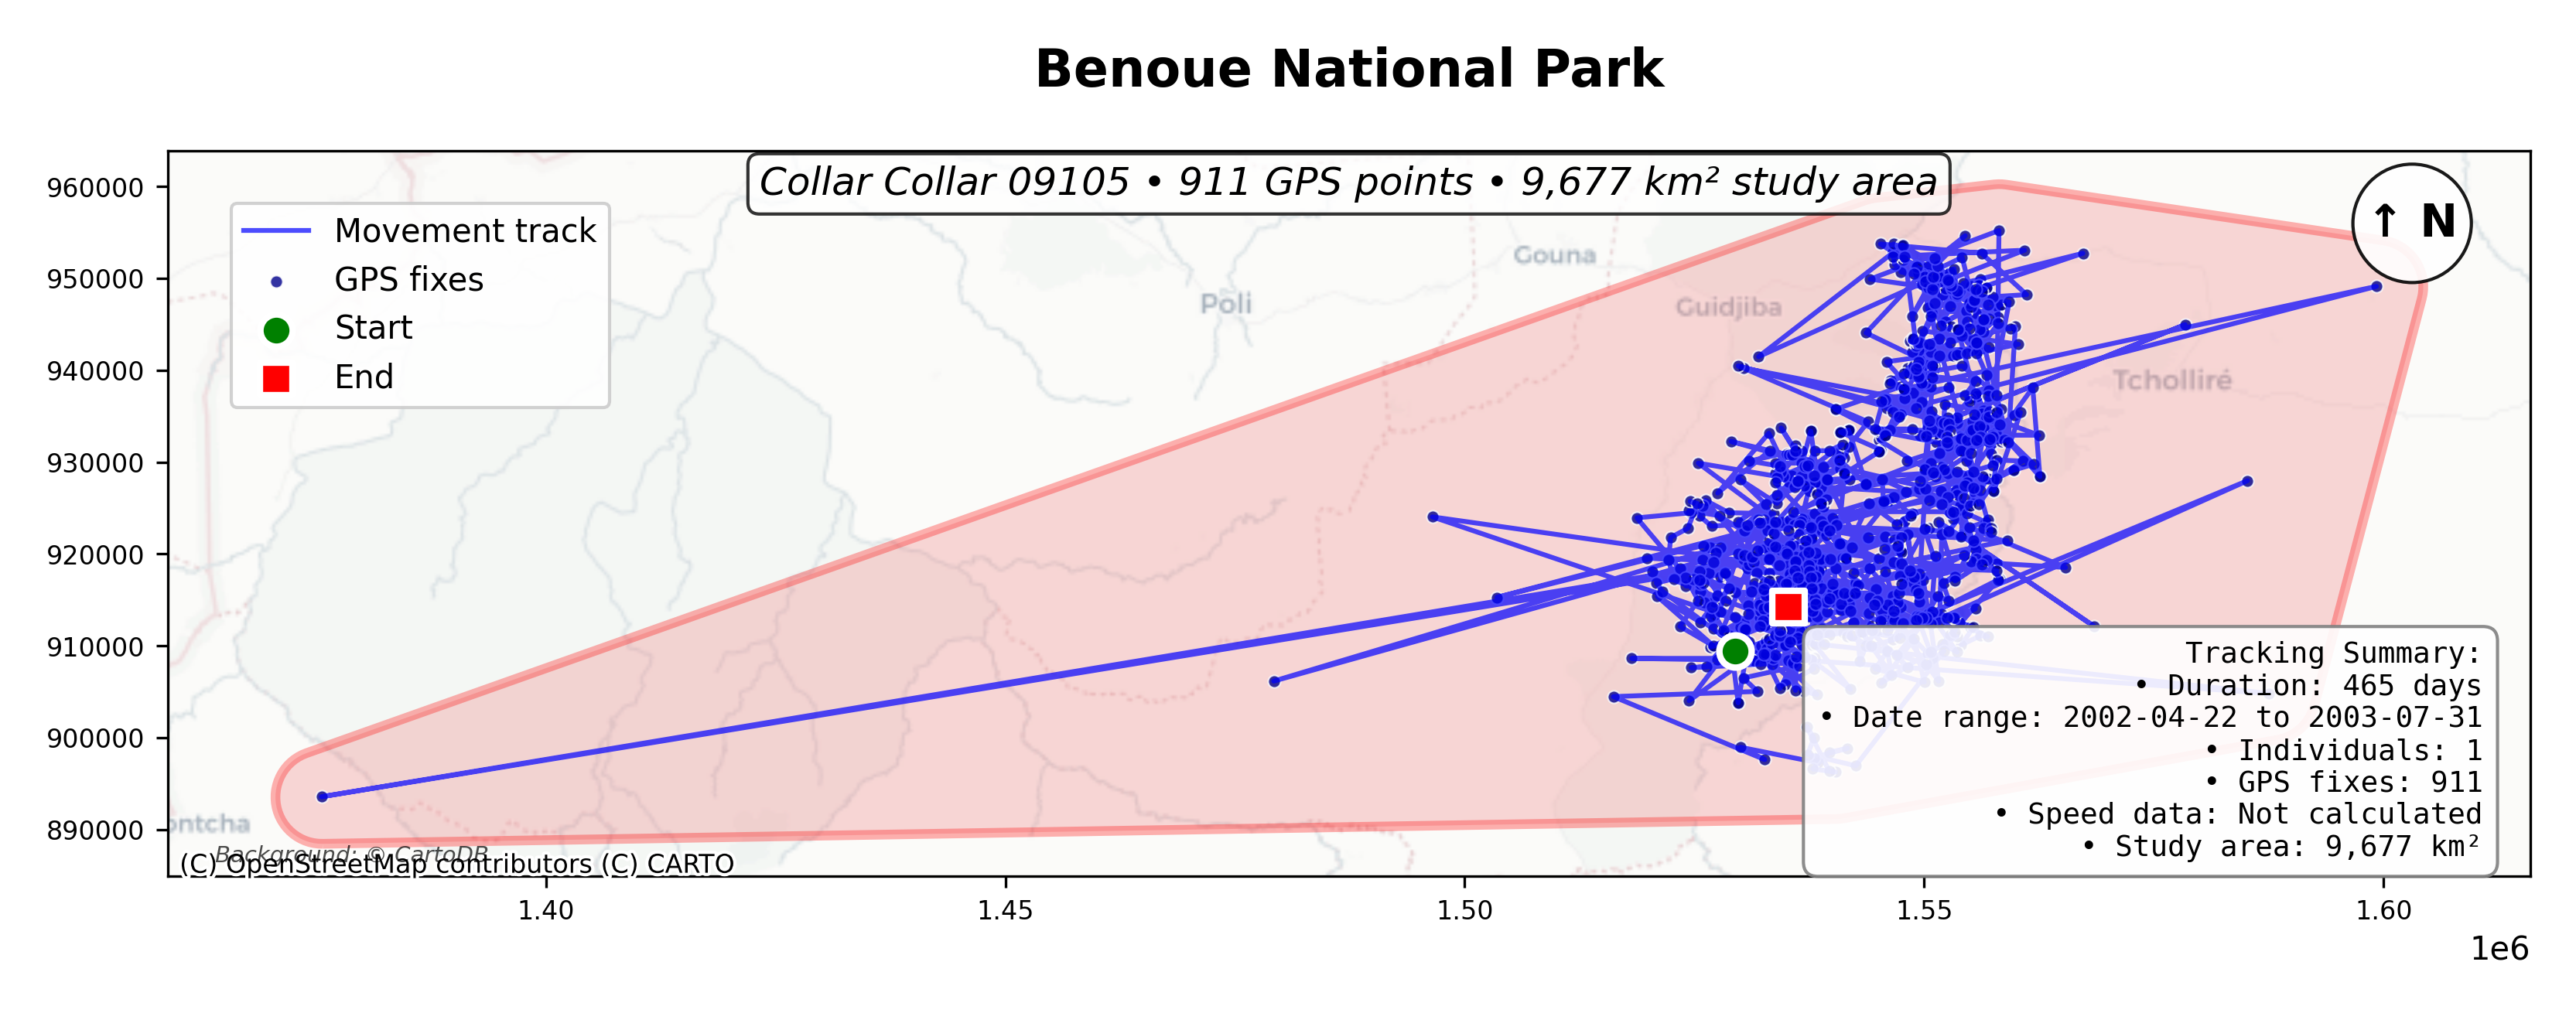 Benoue National Park
Collar Collar 09105 • 911 GPS points • 9,677 km² study area
↑ N
Movement track
GPS fixes
Start
End
960000
950000
940000
930000
920000
910000
900000
890000
Gouna
Poli
Guidjiba
Tcholliré
ontcha
Tracking Summary:
• Duration: 465 days
• Date range: 2002-04-22 to 2003-07-31
• Individuals: 1
• GPS fixes: 911
• Speed data: Not calculated
• Study area: 9,677 km²
Background: © CartoDB
(C) OpenStreetMap contributors (C) CARTO
1.40 1.45 1.50 1.55 1.60
1e6